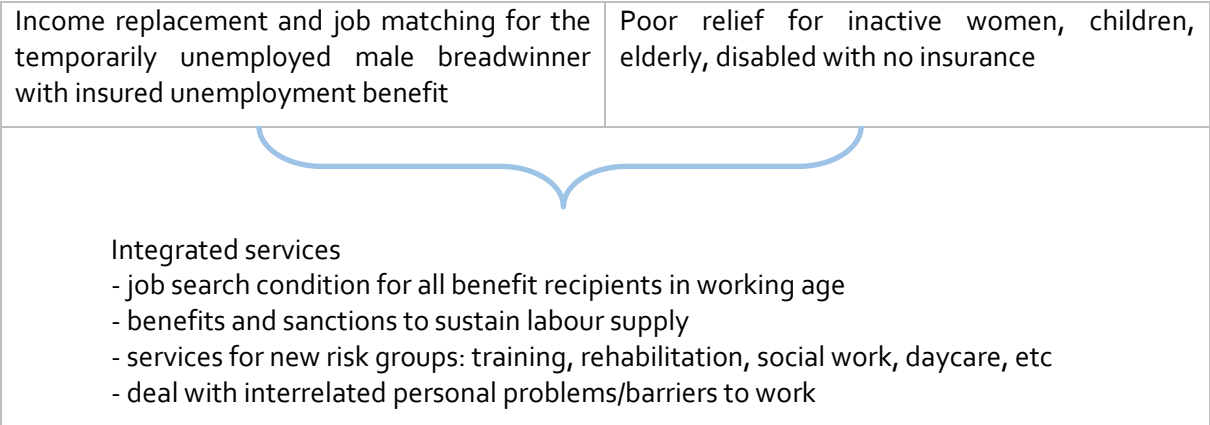 Income replacement and job matching for the
temporarily unemployed male breadwinner
with insured unemployment benefit
Poor relief for inactive women, children,
elderly, disabled with no insurance
Integrated services
- job search condition for all benefit recipients in working age
- benefits and sanctions to sustain labour supply
- services for new risk groups: training, rehabilitation, social work, daycare, etc
- deal with interrelated personal problems/barriers to work